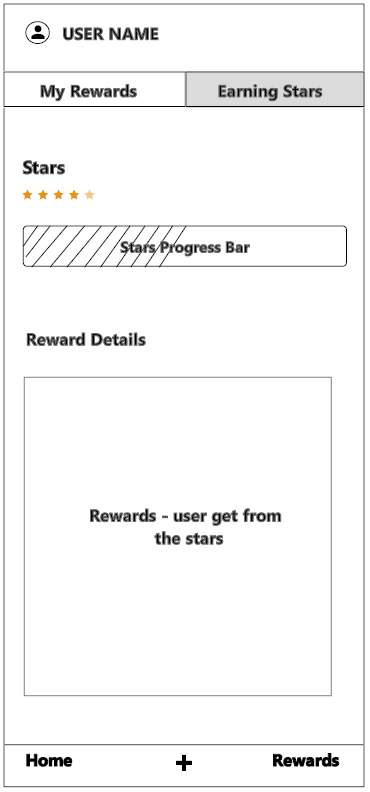 USER NAME
My Rewards
Earning Stars
Stars
Stars Progress Bar
Reward Details
Rewards - user get from
the stars
Home
+
Rewards